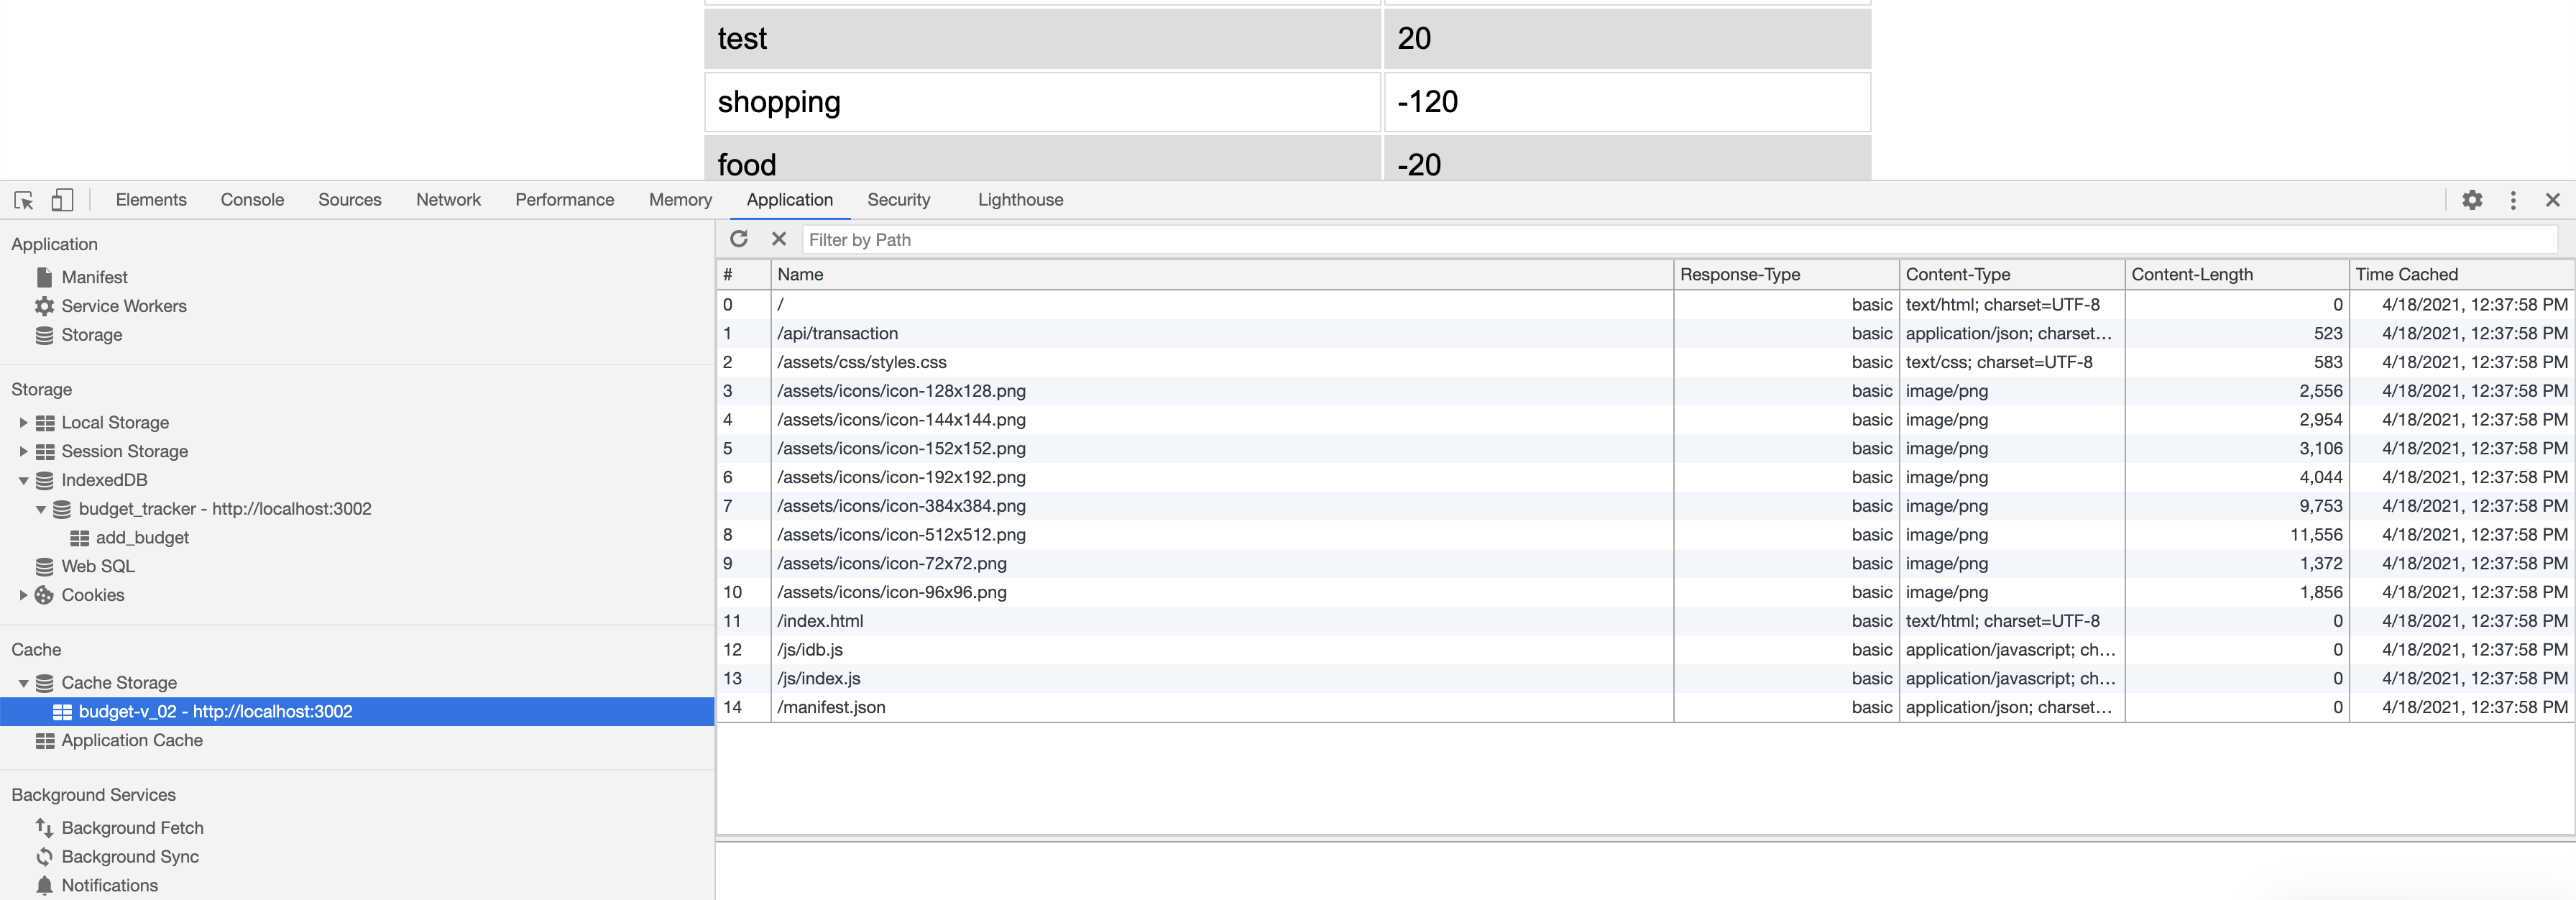 test 20
shopping -120
food -20
Elements Console Sources Network Performance Memory Application Security Lighthouse
Application
Manifest
Service Workers
Storage
Storage
Local Storage
Session Storage
IndexedDB
budget_tracker - http://localhost:3002
add_budget
Web SQL
Cookies
Cache
Cache Storage
budget-v_02 - http://localhost:3002
Application Cache
Background Services
Background Fetch
Background Sync
Notifications
Filter by Path
# Name Response-Type Content-Type Content-Length Time Cached
0 / basic text/html; charset=UTF-8 0 4/18/2021, 12:37:58 PM
1 /api/transaction basic application/json; charset... 523 4/18/2021, 12:37:58 PM
2 /assets/css/styles.css basic text/css; charset=UTF-8 583 4/18/2021, 12:37:58 PM
3 /assets/icons/icon-128x128.png basic image/png 2,556 4/18/2021, 12:37:58 PM
4 /assets/icons/icon-144x144.png basic image/png 2,954 4/18/2021, 12:37:58 PM
5 /assets/icons/icon-152x152.png basic image/png 3,106 4/18/2021, 12:37:58 PM
6 /assets/icons/icon-192x192.png basic image/png 4,044 4/18/2021, 12:37:58 PM
7 /assets/icons/icon-384x384.png basic image/png 9,753 4/18/2021, 12:37:58 PM
8 /assets/icons/icon-512x512.png basic image/png 11,556 4/18/2021, 12:37:58 PM
9 /assets/icons/icon-72x72.png basic image/png 1,372 4/18/2021, 12:37:58 PM
10 /assets/icons/icon-96x96.png basic image/png 1,856 4/18/2021, 12:37:58 PM
11 /index.html basic text/html; charset=UTF-8 0 4/18/2021, 12:37:58 PM
12 /js/idb.js basic application/javascript; ch... 0 4/18/2021, 12:37:58 PM
13 /js/index.js basic application/javascript; ch... 0 4/18/2021, 12:37:58 PM
14 /manifest.json basic application/json; charset... 0 4/18/2021, 12:37:58 PM